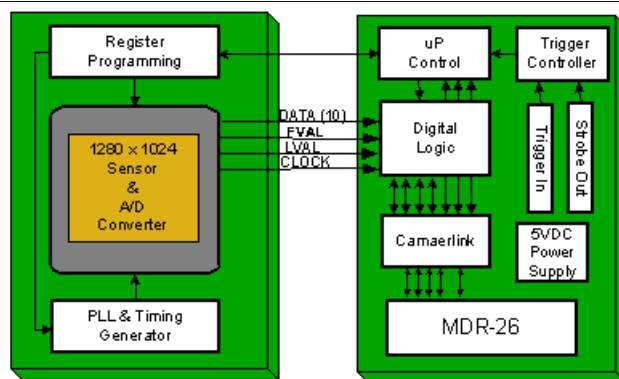 Register
Programming
1280 x 1024
Sensor
&
A/D
Converter
PLL & Timing
Generator
DATA (10)
FVAL
LVAL
CLOCK
uP
Control
Trigger
Controller
Digital
Logic
Trigger In
Strobe Out
Camaerlink
5VDC
Power
Supply
MDR-26